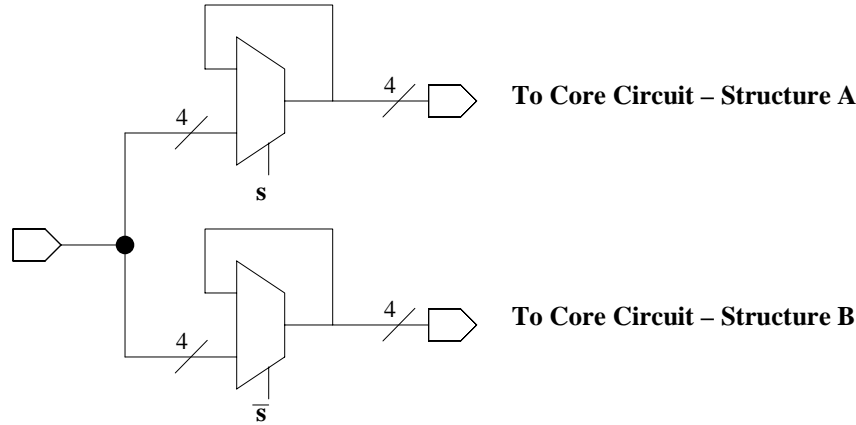 4
4
To Core Circuit – Structure A
s
4
4
To Core Circuit – Structure B
s̅